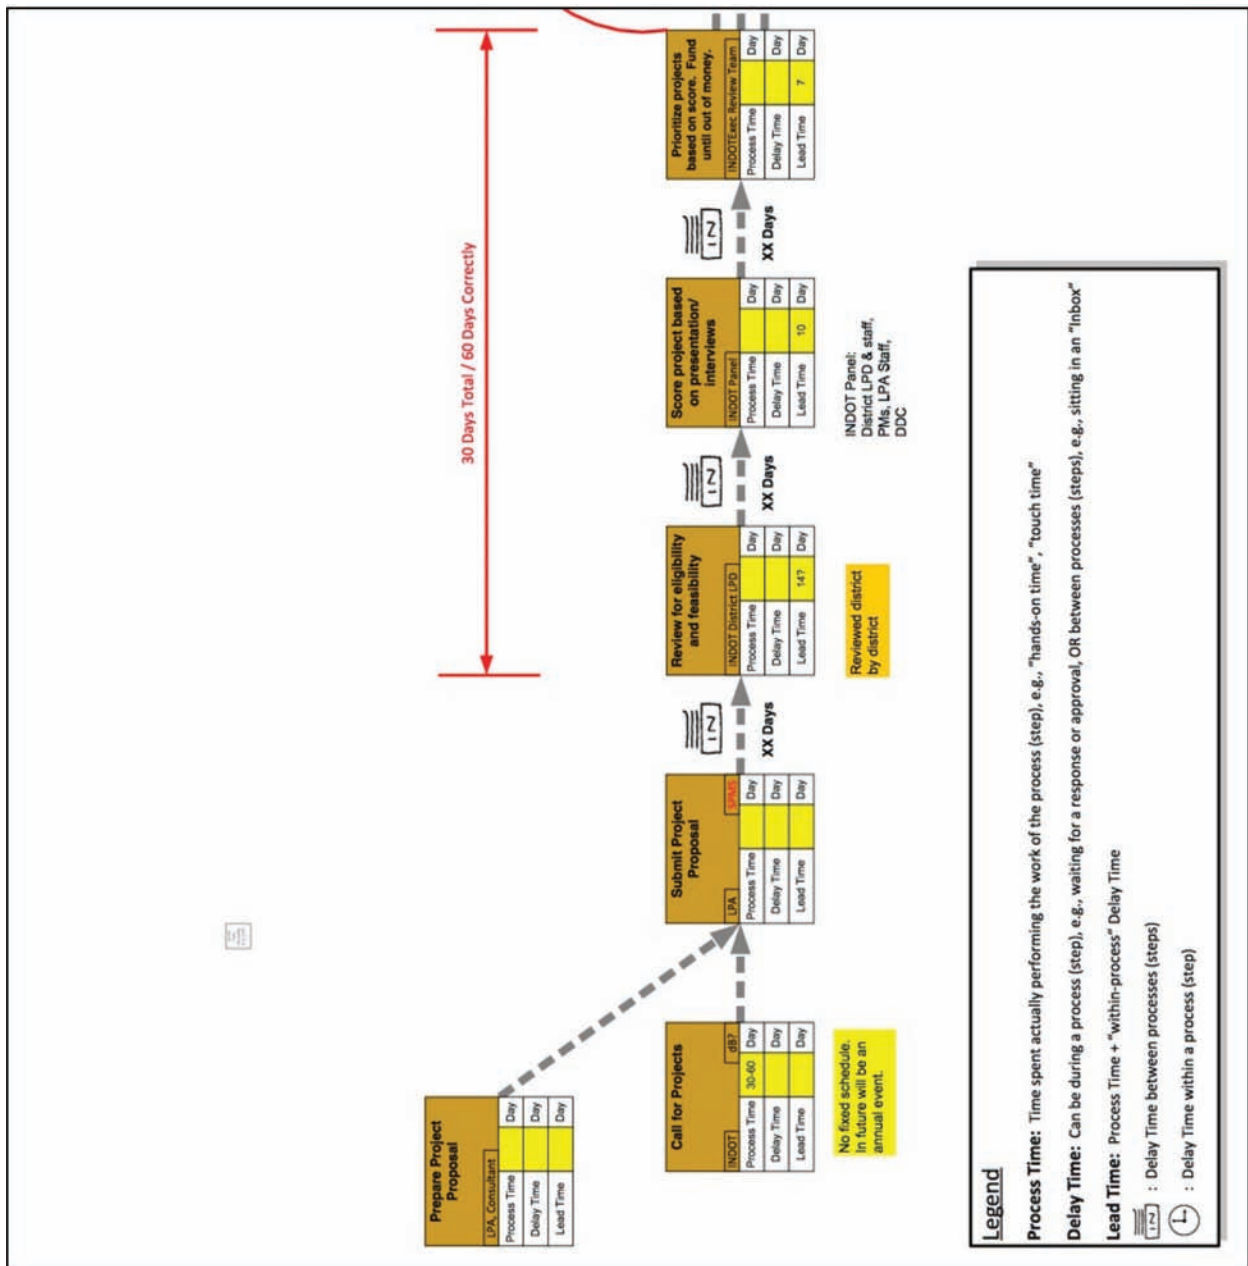 30 Days Total / 60 Days Correctly
Prepare Project
Proposal
LPA, Consultant
Process Time Day
Delay Time Day
Lead Time Day
Call for Projects
INDOT dB?
Process Time 30-60 Day
Delay Time Day
Lead Time Day
No fixed schedule.
In future will be an
annual event.
Submit Project
Proposal
LPA SPMS
Process Time Day
Delay Time Day
Lead Time Day
IN
XX Days
Review for eligibility
and feasibility
INDOT District LPD
Process Time Day
Delay Time Day
Lead Time 14? Day
Reviewed district
by district
IN
XX Days
Score project based
on presentation/
interviews
INDOT Panel
Process Time Day
Delay Time Day
Lead Time 10 Day
INDOT Panel:
District LPD & staff,
PMs, LPA Staff,
DDC
IN
XX Days
Prioritize projects
based on score. Fund
until out of money.
INDOTExec Review Team
Process Time Day
Delay Time Day
Lead Time 7 Day
Legend
Process Time: Time spent actually performing the work of the process (step), e.g., "hands-on time", "touch time"
Delay Time: Can be during a process (step), e.g., waiting for a response or approval, OR between processes (steps), e.g., sitting in an "Inbox"
Lead Time: Process Time + "within-process" Delay Time
IN : Delay Time between processes (steps)
: Delay Time within a process (step)